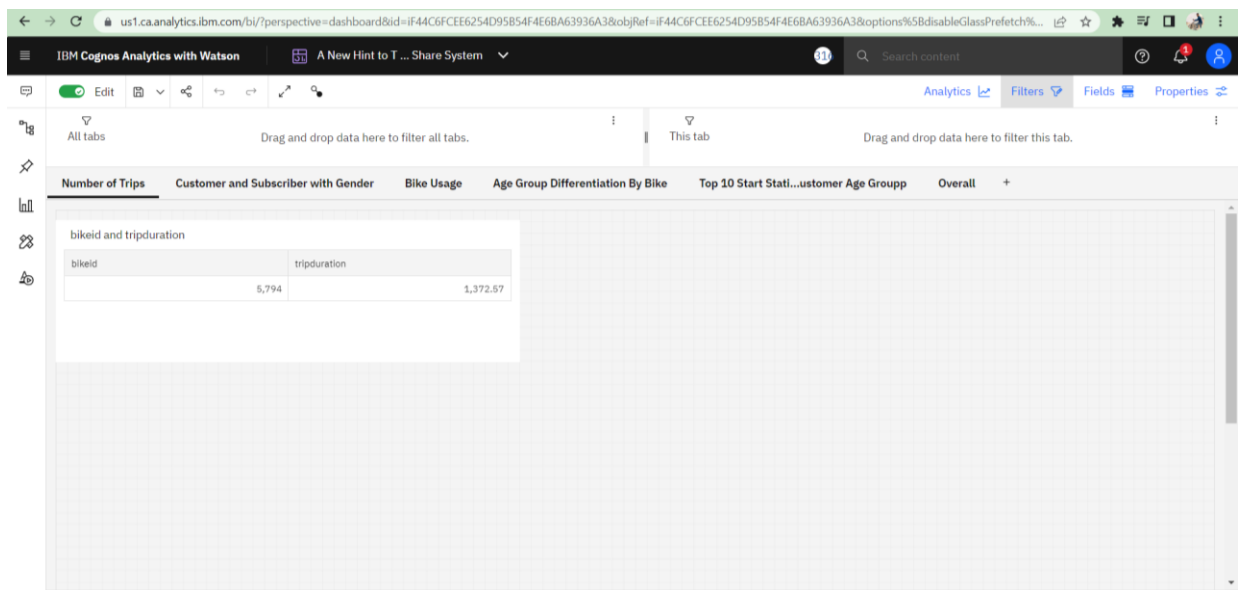 us1.ca.analytics.ibm.com/bi/?perspective=dashboard&id=iF44C6FCEE6254D95B54F4E6BA63936A3&objRef=iF44C6FCEE6254D95B54F4E6BA63936A3&options%5BdisableGlassPrefetch%...
IBM Cognos Analytics with Watson
A New Hint to T ... Share System
Search content
1
Edit
Analytics
Filters
Fields
Properties
All tabs
Drag and drop data here to filter all tabs.
This tab
Drag and drop data here to filter this tab.
Number of Trips
Customer and Subscriber with Gender
Bike Usage
Age Group Differentiation By Bike
Top 10 Start Stati...ustomer Age Groupp
Overall
+
bikeid and tripduration
bikeid tripduration
5,794 1,372.57